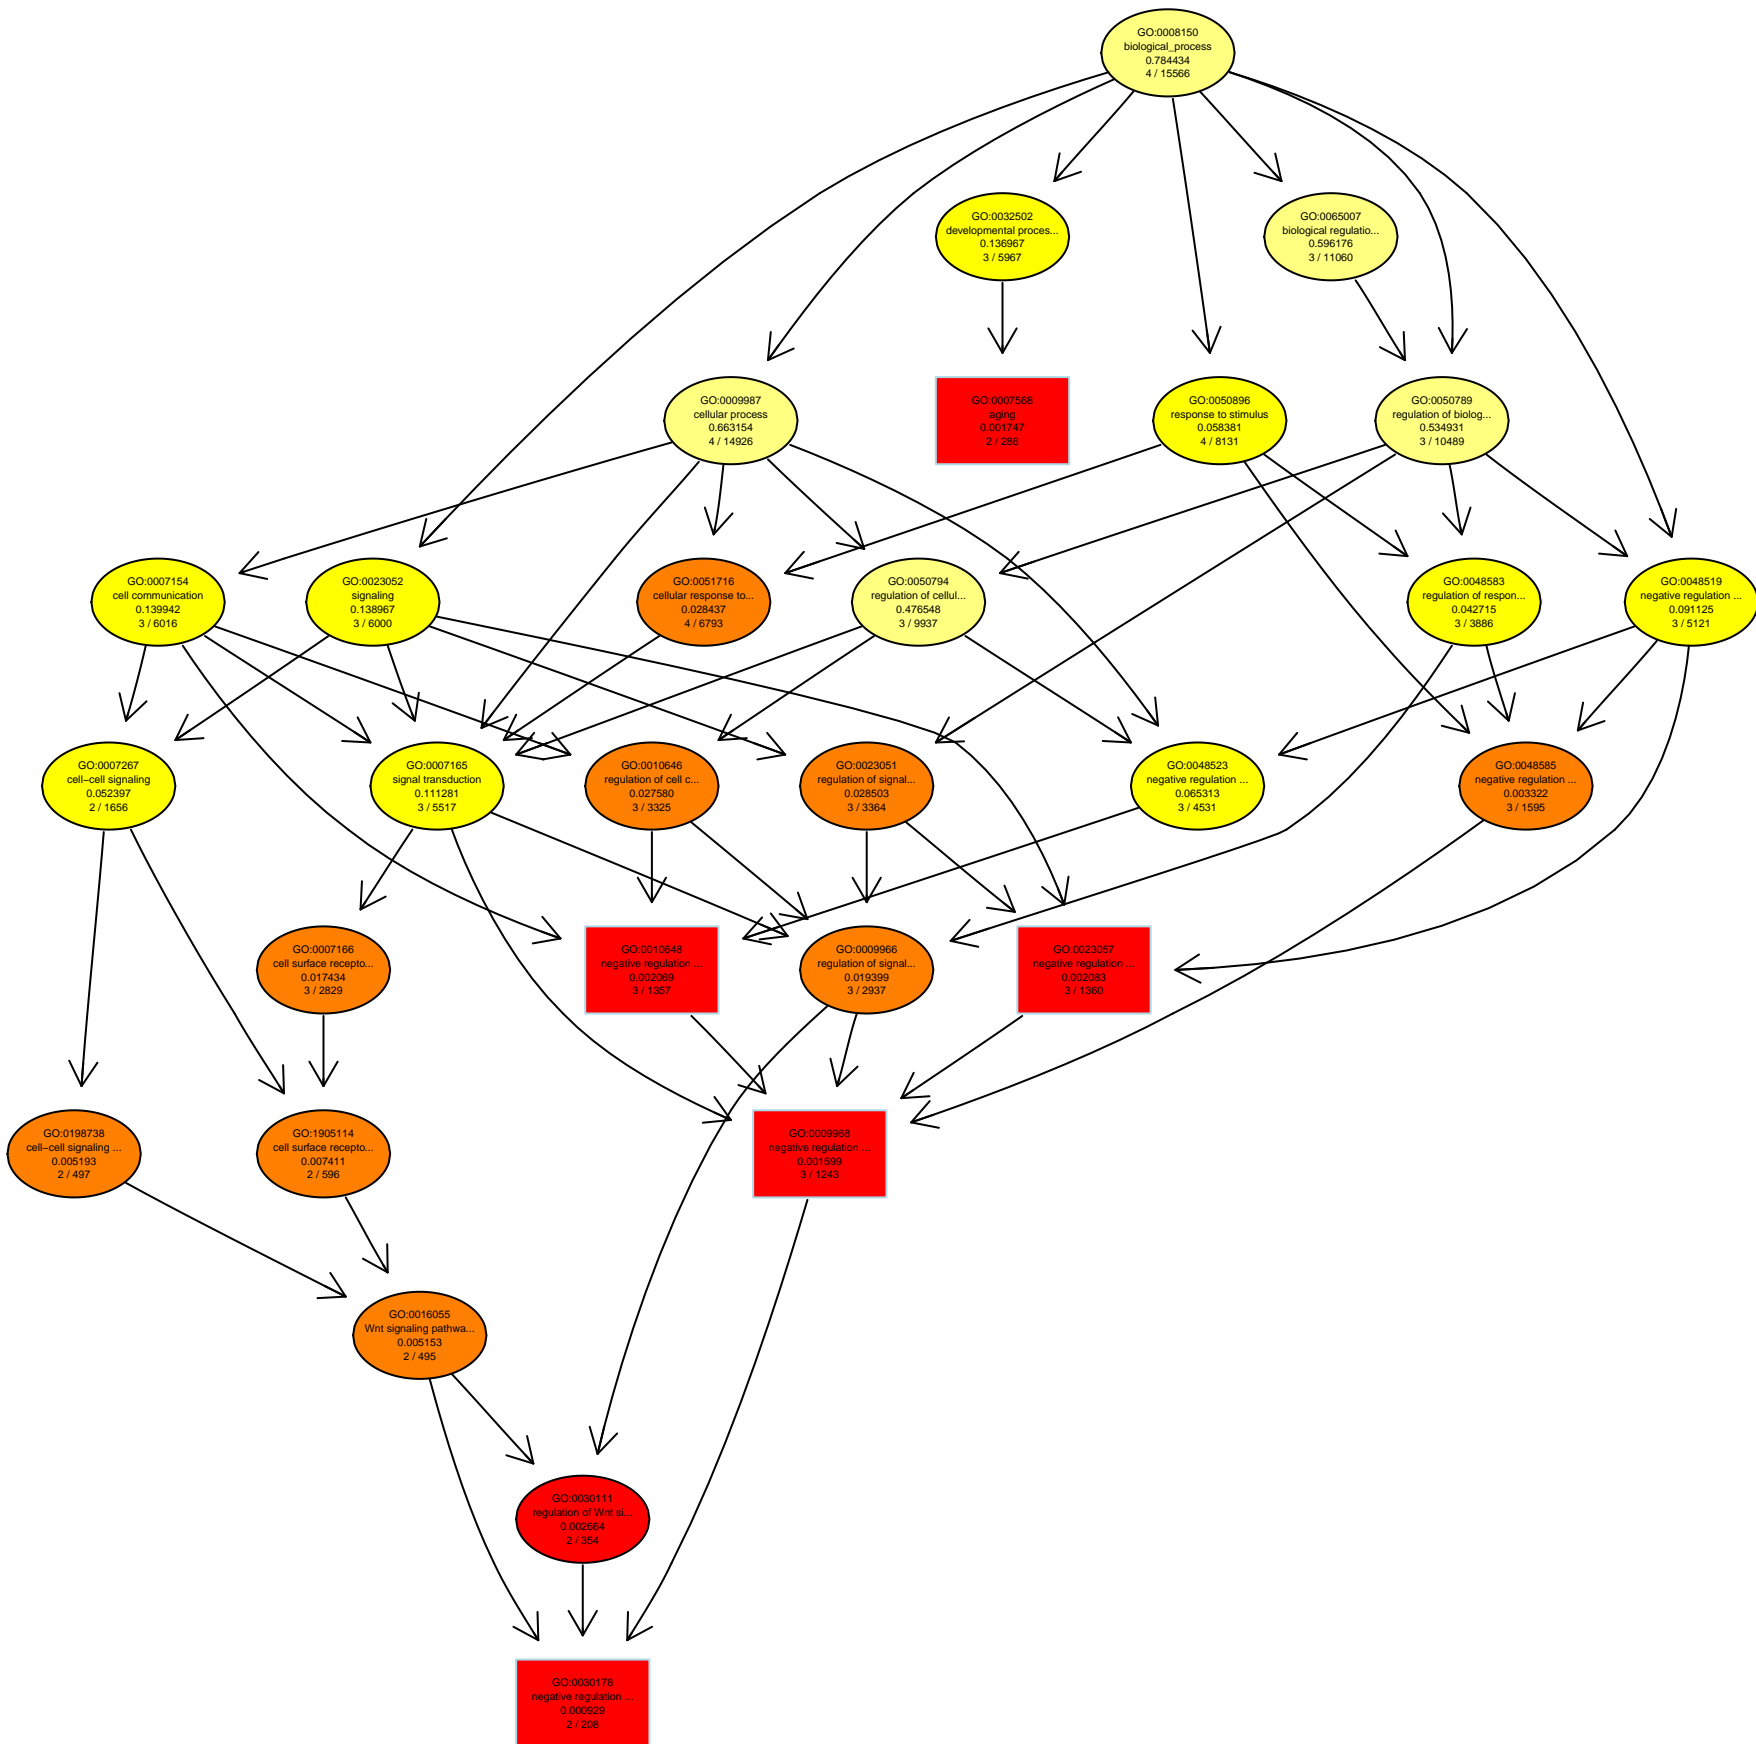 GO:0008150
biological_process
0.784434
4 / 15566
GO:0032502
developmental proces...
0.136967
3 / 5967
GO:0065007
biological regulatio...
0.596176
3 / 11060
GO:0009987
cellular process
0.663154
4 / 14926
GO:0007568
aging
0.001747
2 / 286
GO:0050896
response to stimulus
0.058381
4 / 8131
GO:0050789
regulation of biolog...
0.534931
3 / 10489
GO:0007154
cell communication
0.139942
3 / 6016
GO:0023052
signaling
0.138967
3 / 6000
GO:0051716
cellular response to...
0.028437
4 / 6793
GO:0050794
regulation of cellul...
0.476548
3 / 9937
GO:0048583
regulation of respon...
0.042715
3 / 3886
GO:0048519
negative regulation ...
0.091125
3 / 5121
GO:0007267
cell−cell signaling
0.052397
2 / 1656
GO:0007165
signal transduction
0.111281
3 / 5517
GO:0010646
regulation of cell c...
0.027580
3 / 3325
GO:0023051
regulation of signal...
0.028503
3 / 3364
GO:0048523
negative regulation ...
0.065313
3 / 4531
GO:0048585
negative regulation ...
0.003322
3 / 1595
GO:0007166
cell surface recepto...
0.017434
3 / 2829
GO:0010648
negative regulation ...
0.002069
3 / 1357
GO:0009966
regulation of signal...
0.019399
3 / 2937
GO:0023057
negative regulation ...
0.002083
3 / 1360
GO:0198738
cell−cell signaling ...
0.005193
2 / 497
GO:1905114
cell surface recepto...
0.007411
2 / 596
GO:0009968
negative regulation ...
0.001599
3 / 1243
GO:0016055
Wnt signaling pathwa...
0.005153
2 / 495
GO:0030111
regulation of Wnt si...
0.002664
2 / 354
GO:0030178
negative regulation ...
0.000929
2 / 208